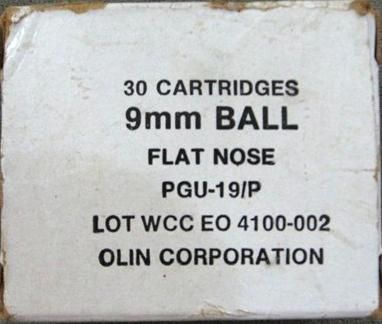 30 CARTRIDGES
9mm BALL
FLAT NOSE
PGU-19/P
LOT WCC EO 4100-002
OLIN CORPORATION